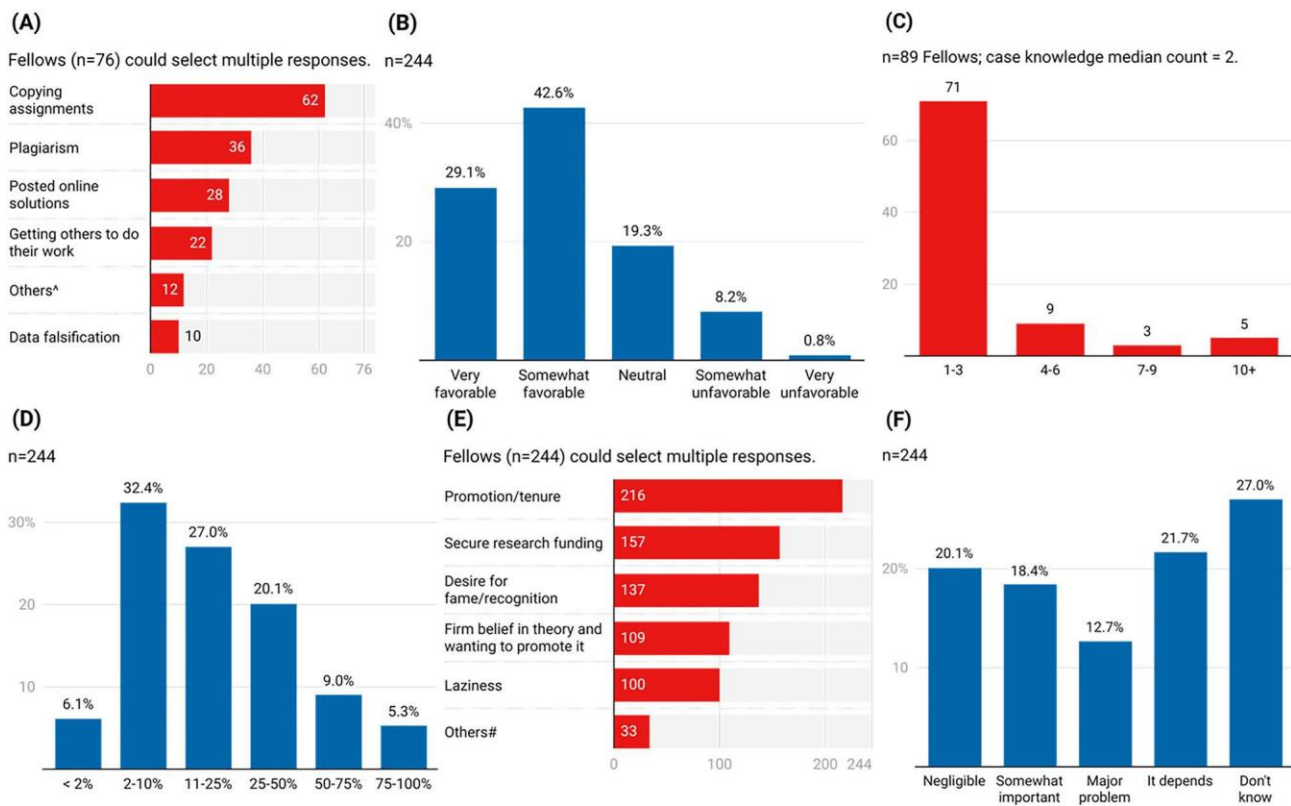 (A)
Fellows (n=76) could select multiple responses.
Copying
assignments
62
Plagiarism
36
Posted online
solutions
28
Getting others to do
their work
22
Others^
12
Data falsification
10
0 20 40 60 76
(B)
n=244
40%
20
29.1%
42.6%
19.3%
8.2%
0.8%
Very
favorable
Somewhat
favorable
Neutral
Somewhat
unfavorable
Very
unfavorable
(C)
n=89 Fellows; case knowledge median count = 2.
60
40
20
71
9
3
5
1-3 4-6 7-9 10+
(D)
n=244
30%
20
10
6.1%
32.4%
27.0%
20.1%
9.0%
5.3%
< 2% 2-10% 11-25% 25-50% 50-75% 75-100%
(E)
Fellows (n=244) could select multiple responses.
Promotion/tenure
216
Secure research funding
157
Desire for
fame/recognition
137
Firm belief in theory and
wanting to promote it
109
Laziness
100
Others#
33
0 100 200 244
(F)
n=244
20%
10
20.1%
18.4%
12.7%
21.7%
27.0%
Negligible
Somewhat
important
Major
problem
It depends
Don't
know